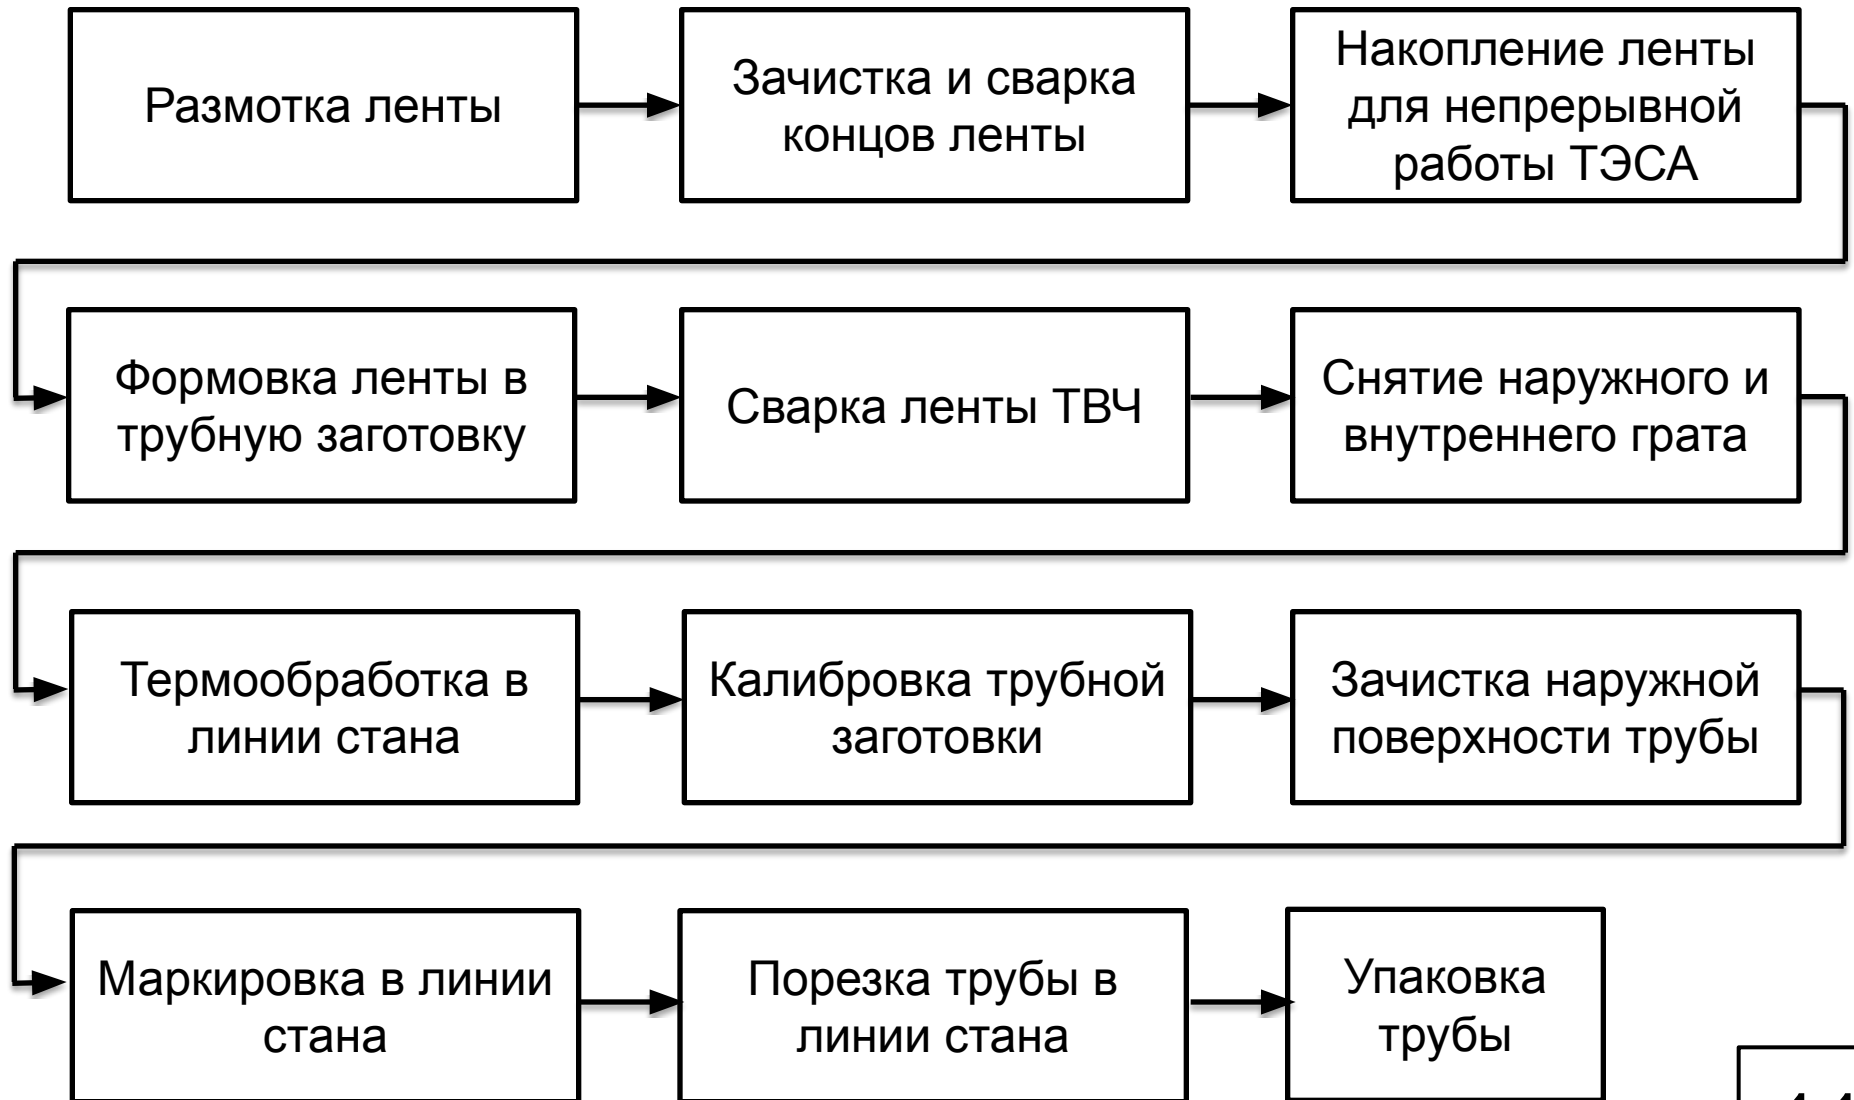 Размотка ленты
Зачистка и сварка
концов ленты
Накопление ленты
для непрерывной
работы ТЭСА
Формовка ленты в
трубную заготовку
Сварка ленты ТВЧ
Снятие наружного и
внутреннего грата
Термообработка в
линии стана
Калибровка трубной
заготовки
Зачистка наружной
поверхности трубы
Маркировка в линии
стана
Порезка трубы в
линии стана
Упаковка
трубы